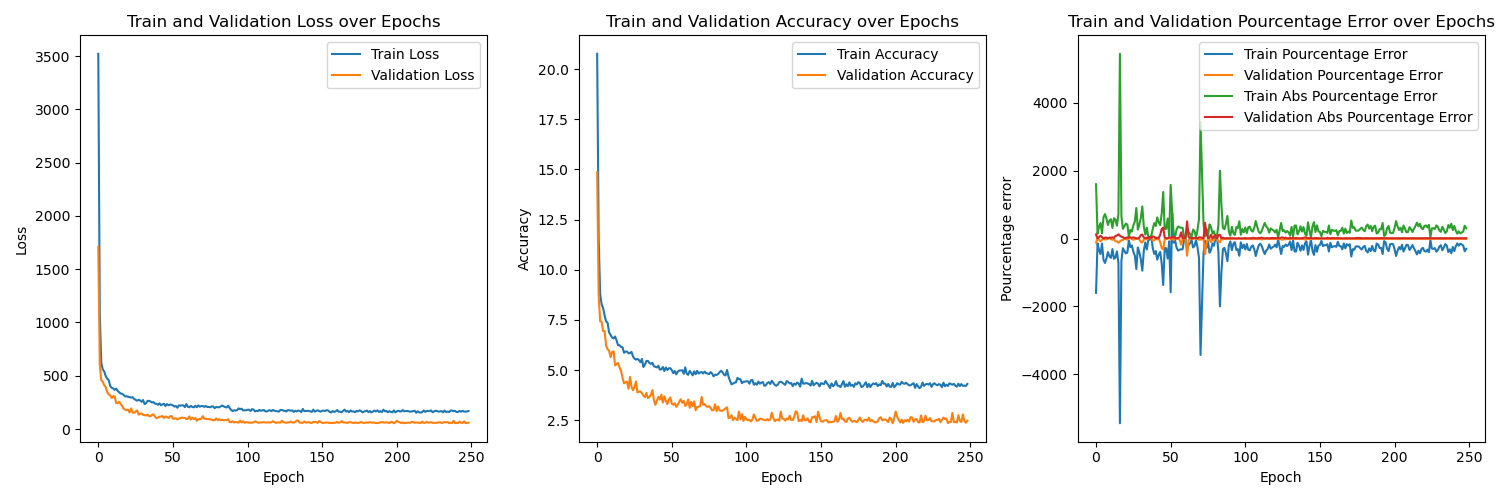 Train and Validation Loss over Epochs
Train Loss
Validation Loss
3500
3000
2500
2000
1500
1000
500
0
Loss
0 50 100 150 200 250
Epoch
Train and Validation Accuracy over Epochs
Train Accuracy
Validation Accuracy
20.0
17.5
15.0
12.5
10.0
7.5
5.0
2.5
Accuracy
0 50 100 150 200 250
Epoch
Train and Validation Pourcentage Error over Epochs
Train Pourcentage Error
Validation Pourcentage Error
Train Abs Pourcentage Error
Validation Abs Pourcentage Error
4000
2000
0
−2000
−4000
Pourcentage error
0 50 100 150 200 250
Epoch